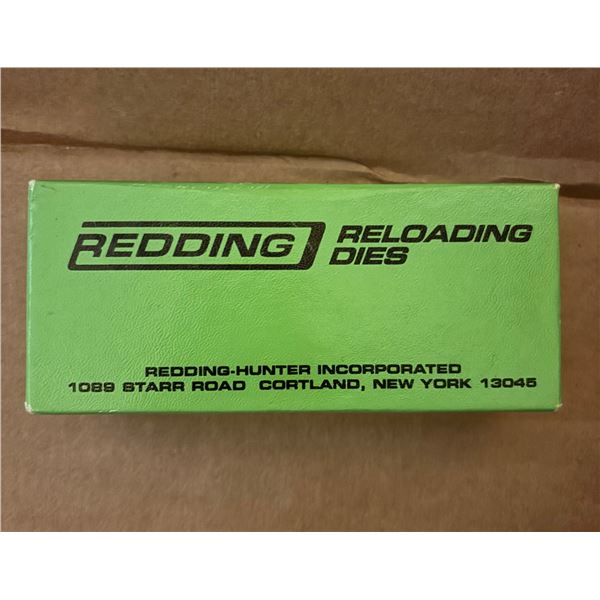 REDDING RELOADING
DIES
REDDING-HUNTER INCORPORATED
1089 STARR ROAD CORTLAND, NEW YORK 13045